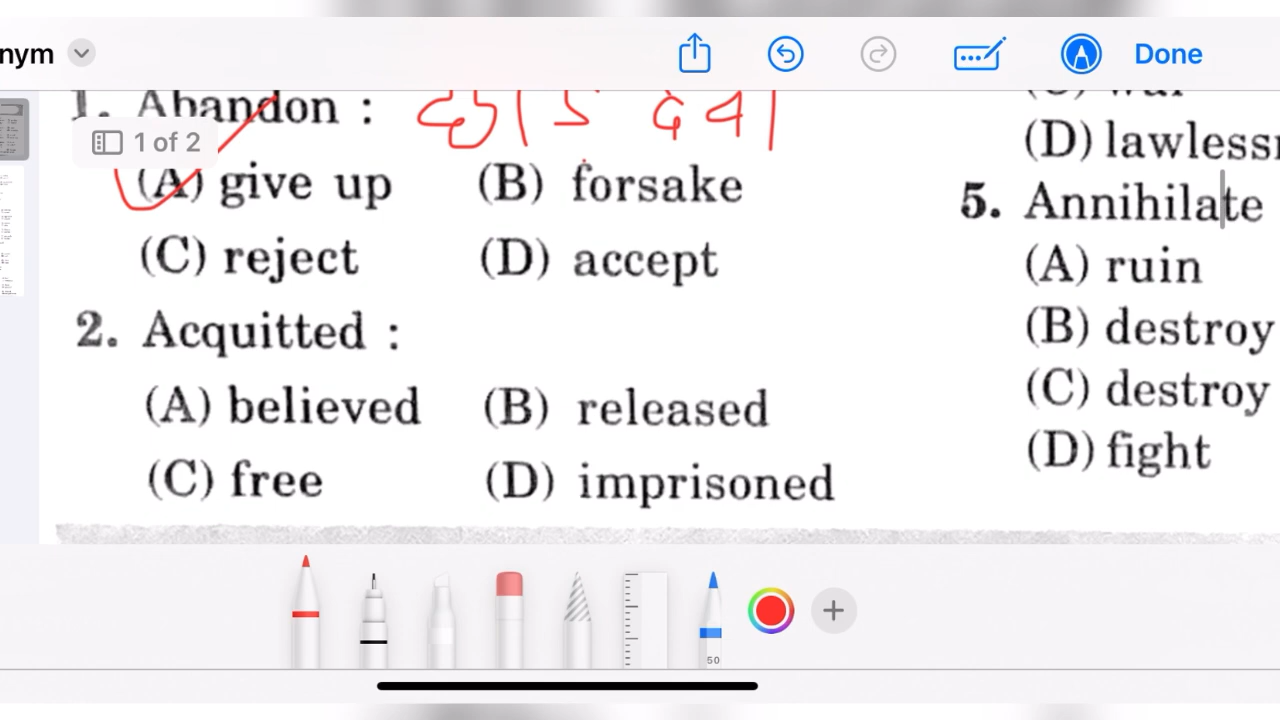 nym
Done
1 of 2
1. Abandon :
(A) give up (B) forsake
(C) reject (D) accept
2. Acquitted :
(A) believed (B) released
(C) free (D) imprisoned
(D) lawlessn
5. Annihilate
(A) ruin
(B) destroy
(C) destroy
(D) fight
50